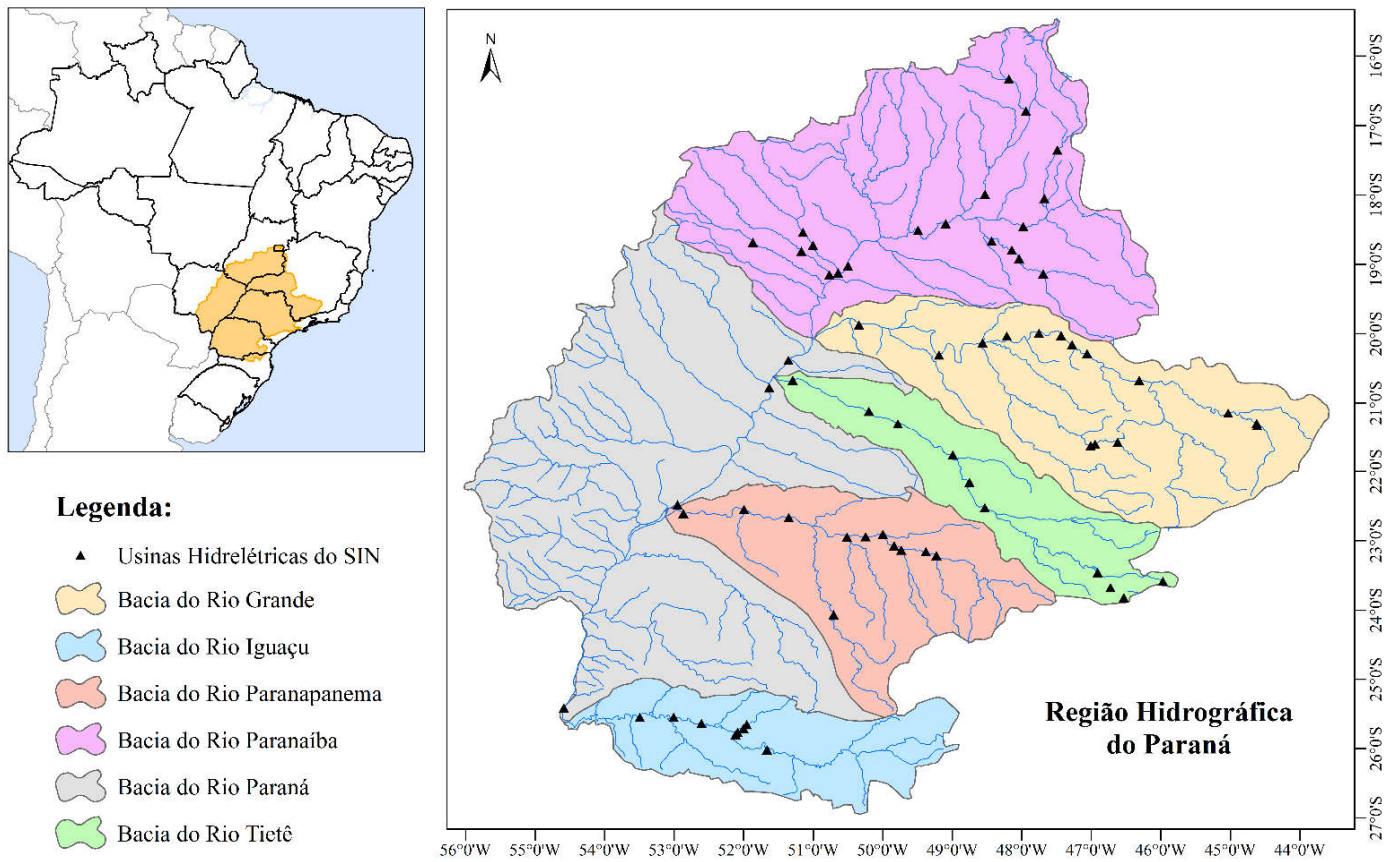 N
Legenda:
Usinas Hidrelétricas do SIN
Bacia do Rio Grande
Bacia do Rio Iguaçu
Bacia do Rio Paranapanema
Bacia do Rio Paranaíba
Bacia do Rio Paraná
Bacia do Rio Tietê
Região Hidrográfica
do Paraná
16°0'S
17°0'S
18°0'S
19°0'S
20°0'S
21°0'S
22°0'S
23°0'S
24°0'S
25°0'S
26°0'S
27°0'S
56°0'W 55°0'W 54°0'W 53°0'W 52°0'W 51°0'W 50°0'W 49°0'W 48°0'W 47°0'W 46°0'W 45°0'W 44°0'W